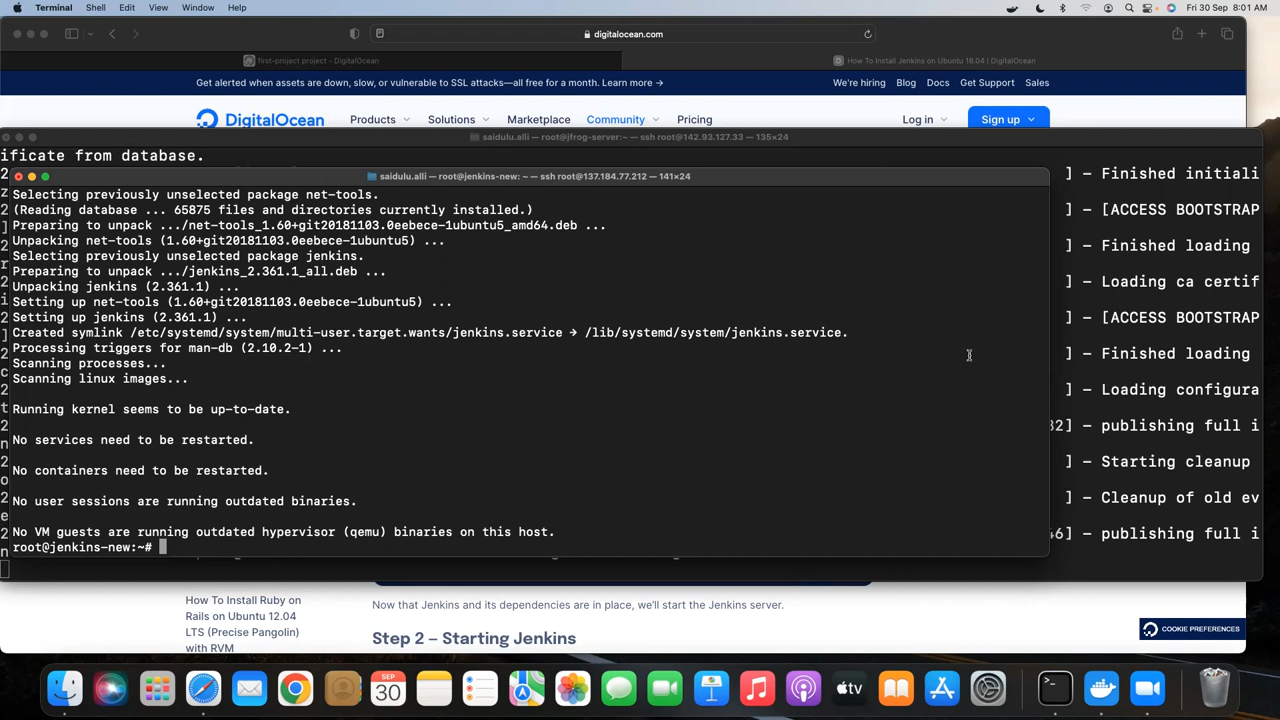 Terminal Shell Edit View Window Help Fri 30 Sep 8:01 AM
digitalocean.com
first-project project - DigitalOcean
How To Install Jenkins on Ubuntu 16.04 | DigitalOcean
Get alerted when assets are down, slow, or vulnerable to SSL attacks—all free for a month. Learn more →
We're hiring Blog Docs Get Support Sales
DigitalOcean Products Solutions Marketplace Community Pricing Log in Sign up
saidulu.alli — root@jfrog-server:~ — ssh root@142.93.127.33 — 135×24
ificate from database.
] - Finished initiali
] - [ACCESS BOOTSTRAP
] - Finished loading
] - Loading ca certif
] - [ACCESS BOOTSTRAP
] - Finished loading
] - Loading configura
32] - publishing full i
] - Starting cleanup
] - Cleanup of old ev
46] - publishing full i
saidulu.alli — root@jenkins-new: ~ — ssh root@137.184.77.212 — 141×24
Selecting previously unselected package net-tools.
(Reading database ... 65875 files and directories currently installed.)
Preparing to unpack .../net-tools_1.60+git20181103.0eebece-1ubuntu5_amd64.deb ...
Unpacking net-tools (1.60+git20181103.0eebece-1ubuntu5) ...
Selecting previously unselected package jenkins.
Preparing to unpack .../jenkins_2.361.1_all.deb ...
Unpacking jenkins (2.361.1) ...
Setting up net-tools (1.60+git20181103.0eebece-1ubuntu5) ...
Setting up jenkins (2.361.1) ...
Created symlink /etc/systemd/system/multi-user.target.wants/jenkins.service → /lib/systemd/system/jenkins.service.
Processing triggers for man-db (2.10.2-1) ...
Scanning processes...
Scanning linux images...
Running kernel seems to be up-to-date.
No services need to be restarted.
No containers need to be restarted.
No user sessions are running outdated binaries.
No VM guests are running outdated hypervisor (qemu) binaries on this host.
root@jenkins-new:~#
How To Install Ruby on
Rails on Ubuntu 12.04
LTS (Precise Pangolin)
with RVM
Now that Jenkins and its dependencies are in place, we'll start the Jenkins server.
Step 2 – Starting Jenkins
COOKIE PREFERENCES
SEP
30
tv